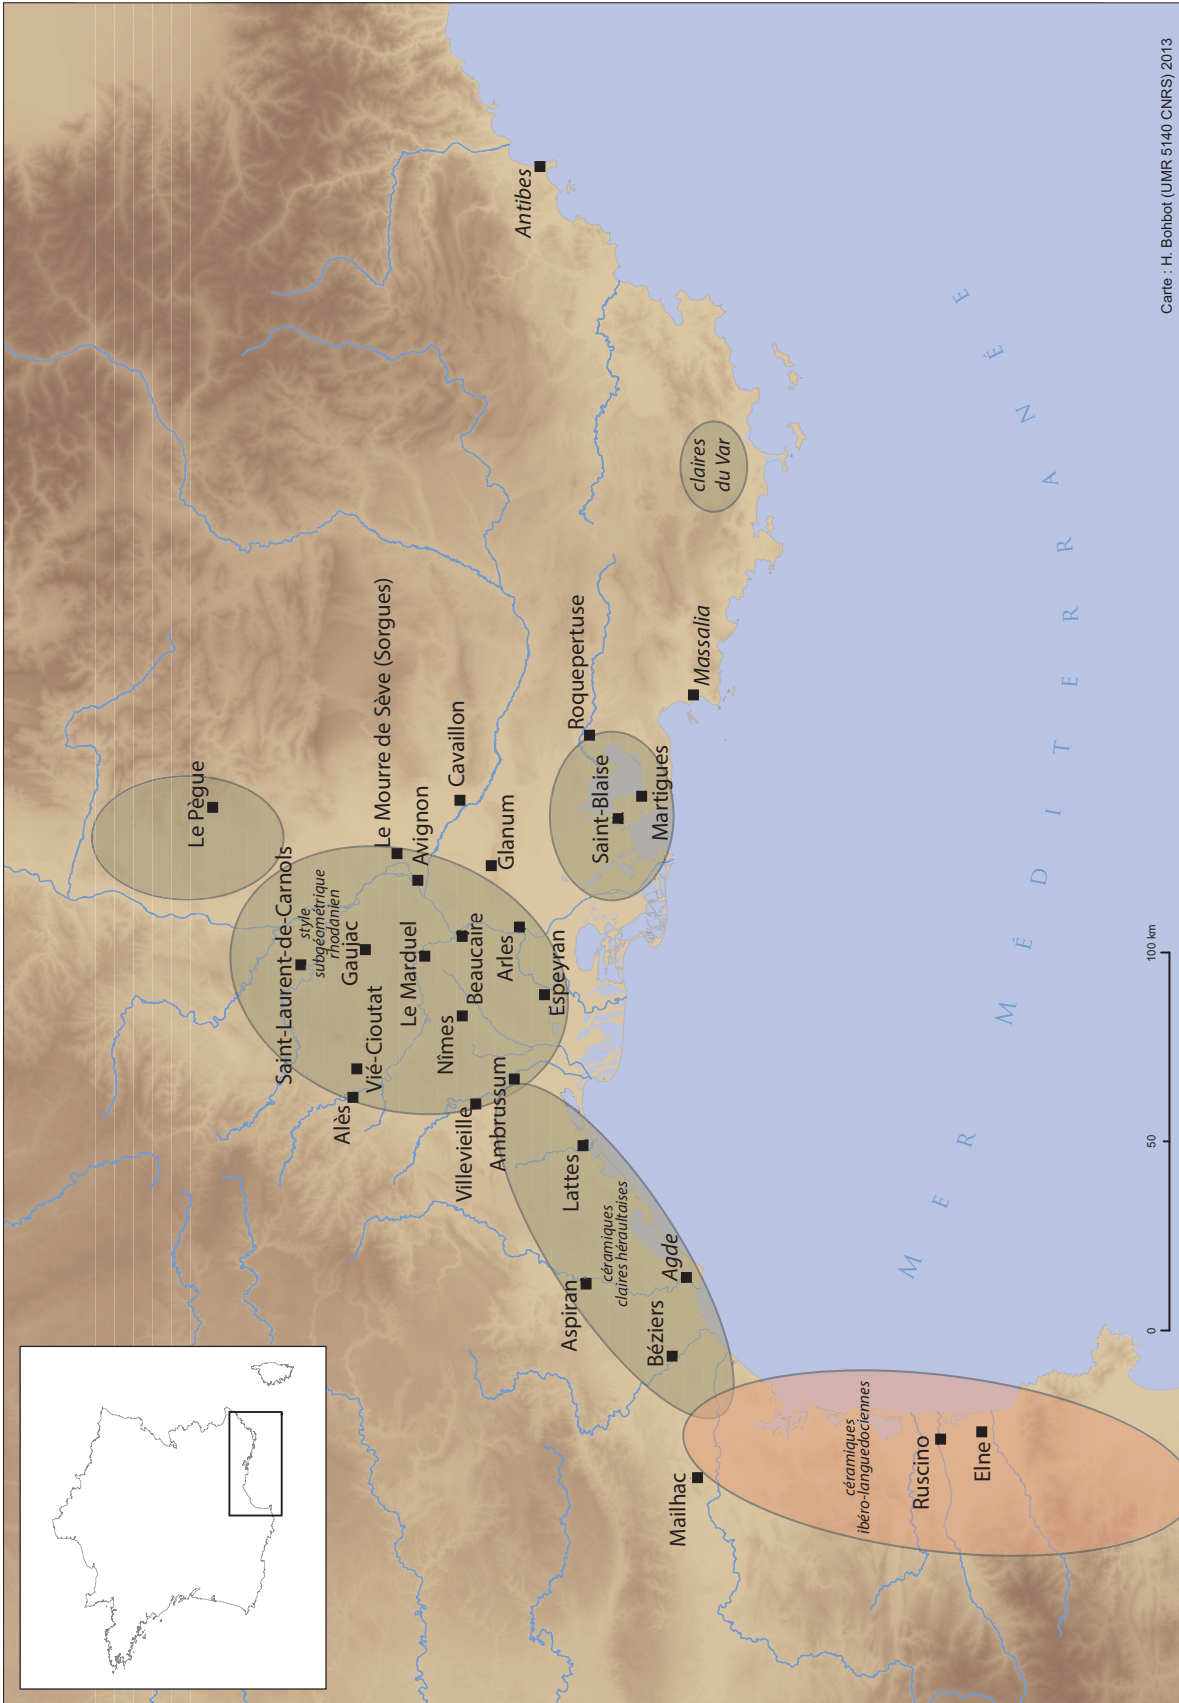 Le Pègue
Saint-Laurent-de-Carnols
style
subgéométrique
rhodanien
Gaujac
Alès
Vié-Cioutat
Le Mourre de Sève (Sorgues)
Avignon
Le Marduel
Cavaillon
Nîmes
Beaucaire
Villevieille
Glanum
Ambrussum
Arles
Espeyran
Antibes
Lattes
Aspiran
céramiques
claires héraultaises
Roquepertuse
Saint-Blaise
Martigues
Béziers
Agde
Massalia
claires
du Var
Mailhac
céramiques
ibéro-languedociennes
Ruscino
Elne
MER MÉDITERRANÉE
0 50 100 km
Carte : H. Bohbot (UMR 5140 CNRS) 2013